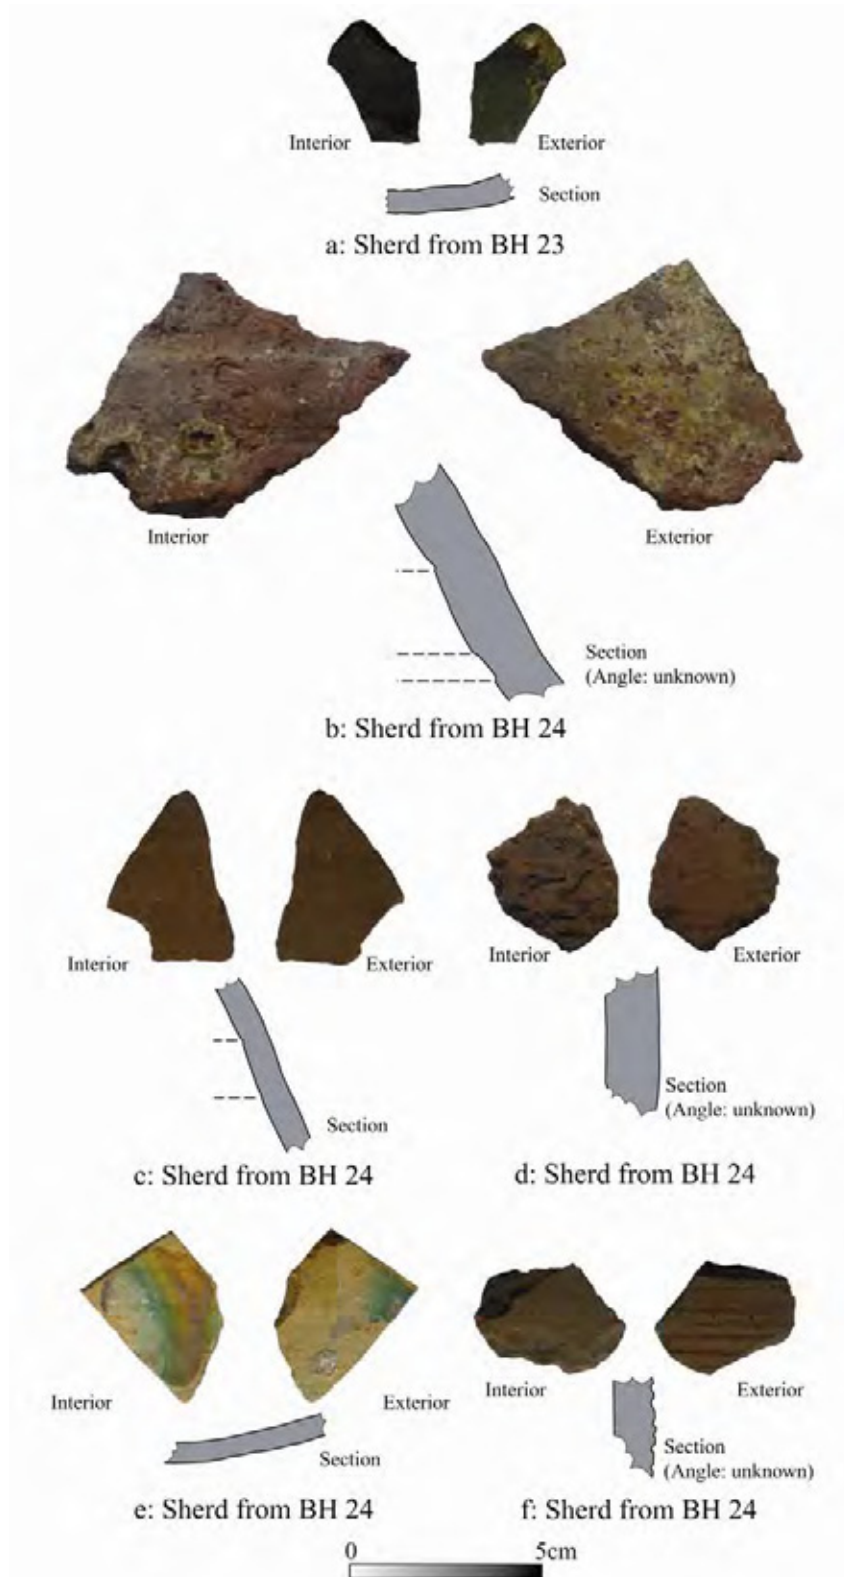 Interior
Exterior
Section
a: Sherd from BH 23
Interior
Exterior
Section
(Angle: unknown)
b: Sherd from BH 24
Interior
Exterior
Section
c: Sherd from BH 24
Interior
Exterior
Section
(Angle: unknown)
d: Sherd from BH 24
Interior
Exterior
Section
e: Sherd from BH 24
Interior
Exterior
Section
(Angle: unknown)
f: Sherd from BH 24
0 5cm